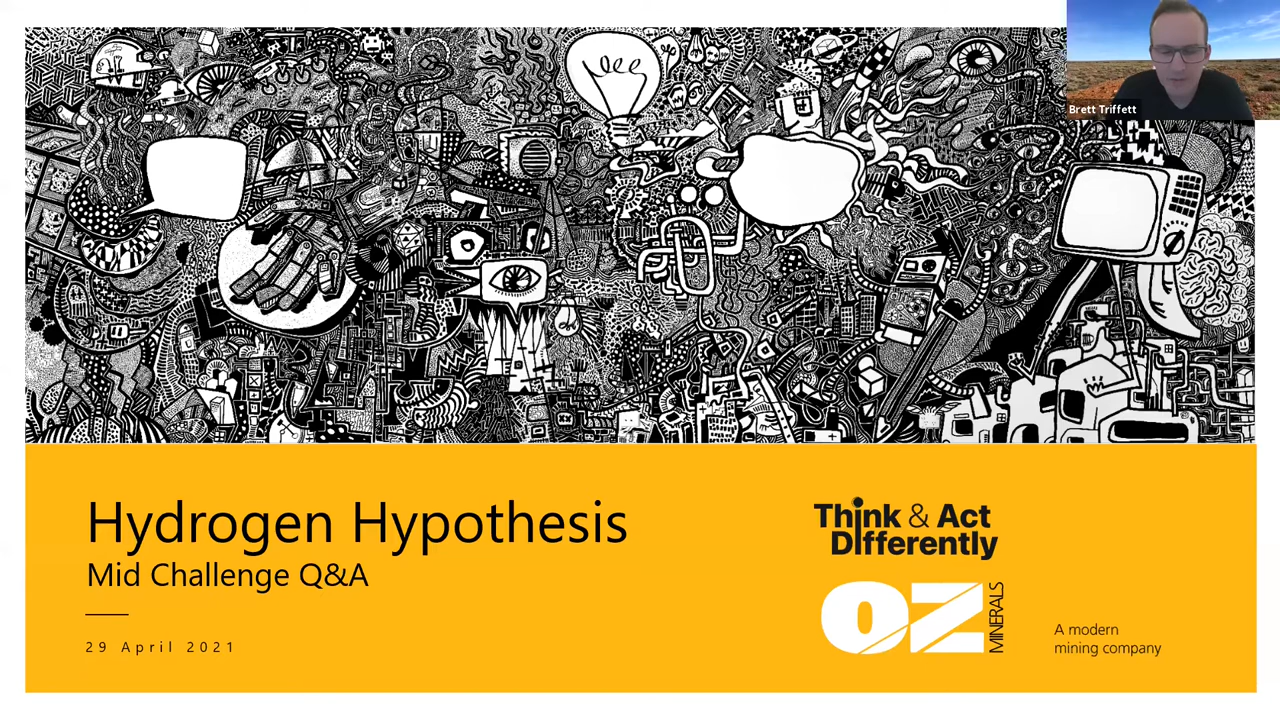 Brett Triffett
Hydrogen Hypothesis
Mid Challenge Q&A
29 April 2021
Think & Act
Differently
OZ
MINERALS
A modern
mining company